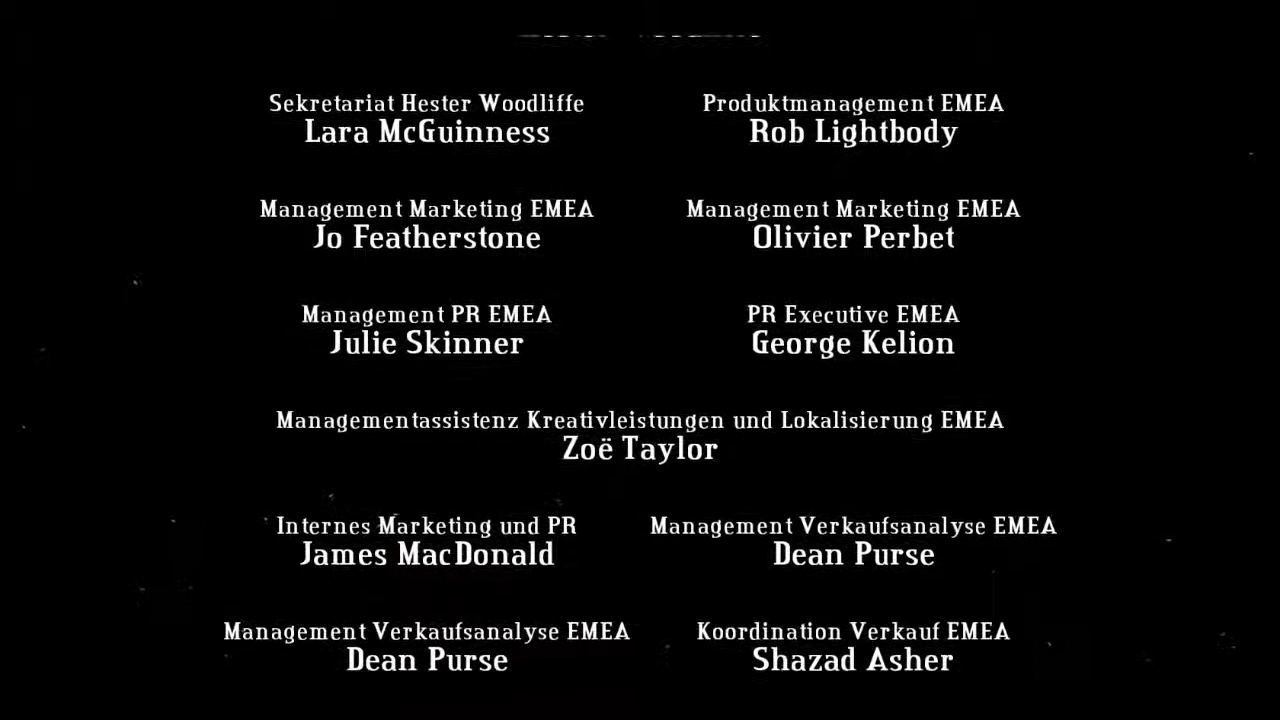 Sekretariat Hester Woodliffe
Lara McGuinness
Produktmanagement EMEA
Rob Lightbody
Management Marketing EMEA
Jo Featherstone
Management Marketing EMEA
Olivier Perbet
Management PR EMEA
Julie Skinner
PR Executive EMEA
George Kelion
Managementassistenz Kreativleistungen und Lokalisierung EMEA
Zoë Taylor
Internes Marketing und PR
James MacDonald
Management Verkaufsanalyse EMEA
Dean Purse
Management Verkaufsanalyse EMEA
Dean Purse
Koordination Verkauf EMEA
Shazad Asher